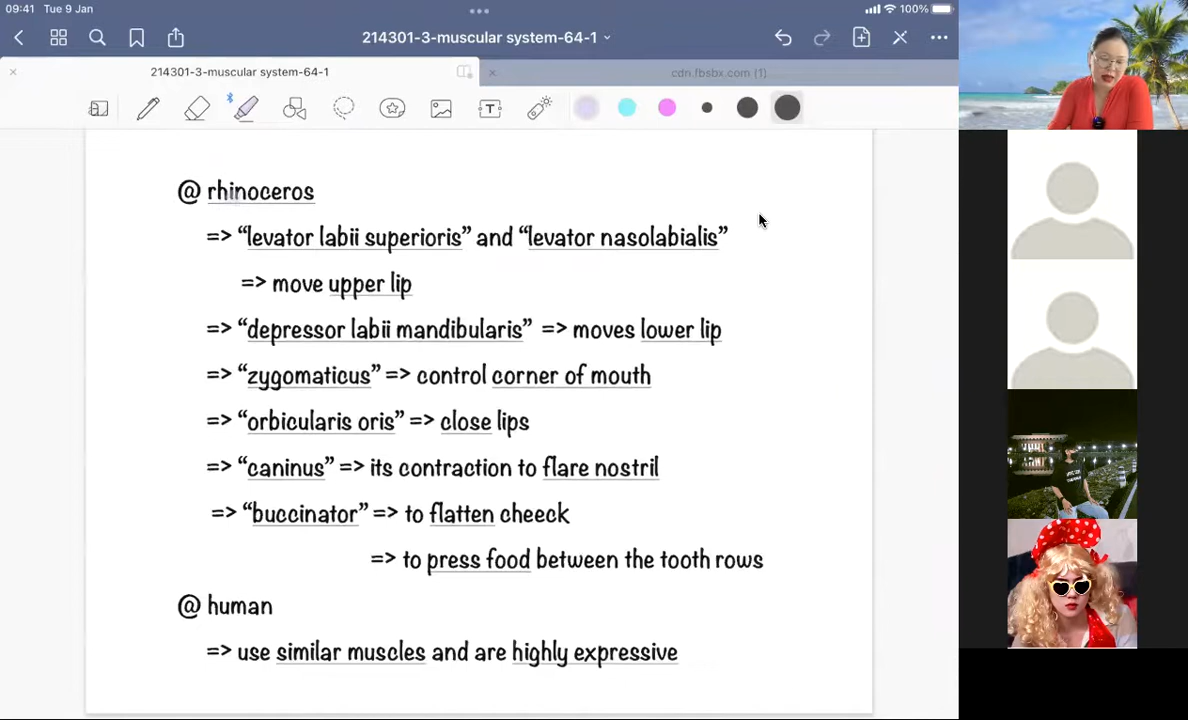 09:41 Tue 9 Jan
100%
214301-3-muscular system-64-1
214301-3-muscular system-64-1
cdn.fbsbx.com (1)
@ rhinoceros
=> “levator labii superioris” and “levator nasolabialis”
=> move upper lip
=> “depressor labii mandibularis” => moves lower lip
=> “zygomaticus” => control corner of mouth
=> “orbicularis oris” => close lips
=> “caninus” => its contraction to flare nostril
=> “buccinator” => to flatten cheeck
=> to press food between the tooth rows
@ human
=> use similar muscles and are highly expressive